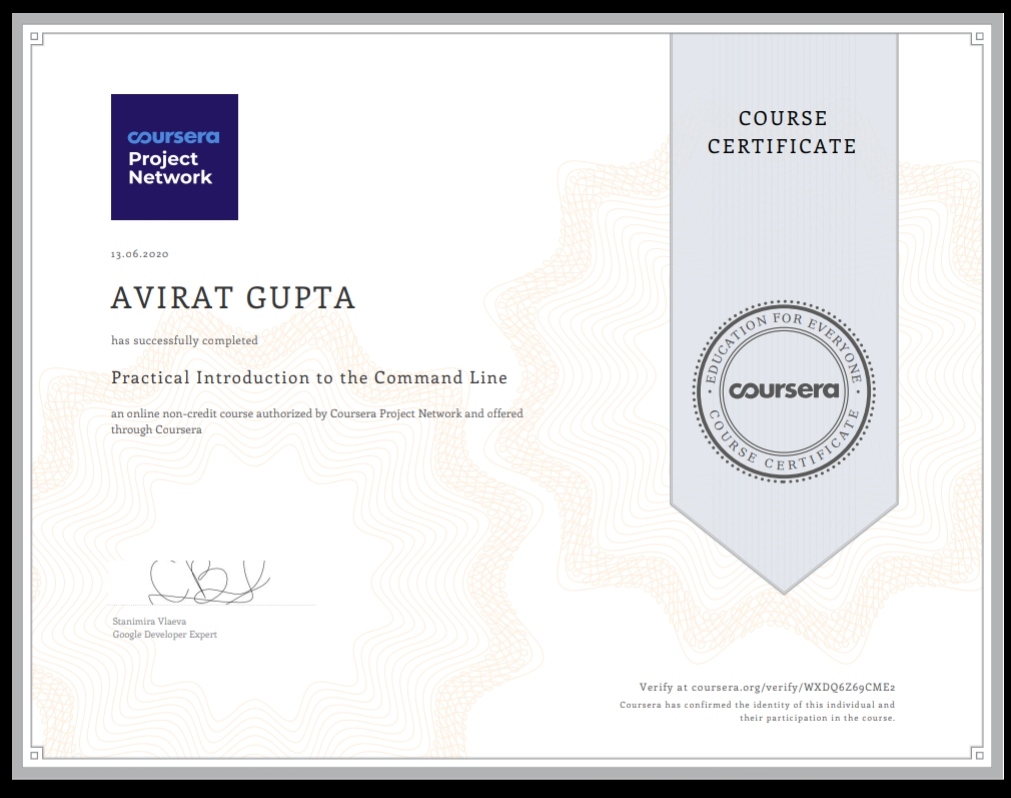 coursera
Project
Network
13.06.2020
AVIRAT GUPTA
has successfully completed
Practical Introduction to the Command Line
an online non-credit course authorized by Coursera Project Network and offered
through Coursera
Stanimira Vlaeva
Google Developer Expert
COURSE
CERTIFICATE
EDUCATION FOR EVERYONE
coursera
COURSE CERTIFICATE
Verify at coursera.org/verify/WXDQ6Z69CME2
Coursera has confirmed the identity of this individual and
their participation in the course.